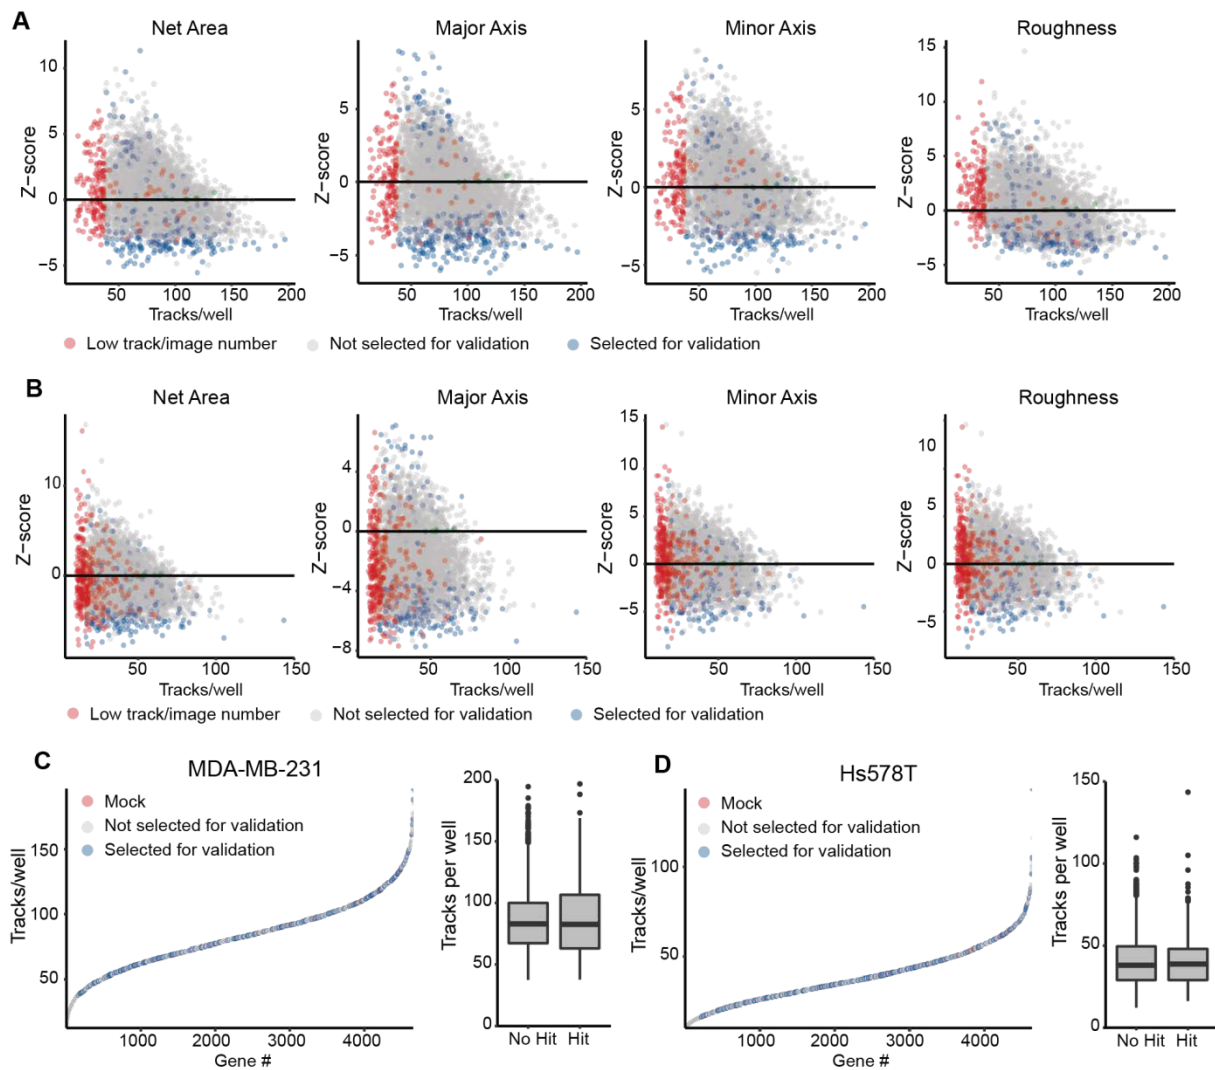 A
Net Area
Major Axis
Minor Axis
Roughness
Z−score
10
5
0
−5
50
100
150
200
Tracks/well
Z−score
5
0
−5
50
100
150
200
Tracks/well
Z−score
5
0
−5
50
100
150
200
Tracks/well
Z−score
15
10
5
0
−5
50
100
150
200
Tracks/well
Low track/image number
Not selected for validation
Selected for validation
B
Net Area
Major Axis
Minor Axis
Roughness
Z−score
10
0
50
100
150
Tracks/well
Z−score
4
0
−4
−8
50
100
150
Tracks/well
Z−score
15
10
5
0
−5
50
100
150
Tracks/well
Z−score
10
5
0
−5
50
100
150
Tracks/well
Low track/image number
Not selected for validation
Selected for validation
C
MDA-MB-231
Mock
Not selected for validation
Selected for validation
Tracks/well
150
100
50
1000
2000
3000
4000
Gene #
Tracks per well
200
150
100
50
0
No Hit
Hit
D
Hs578T
Mock
Not selected for validation
Selected for validation
Tracks/well
100
50
1000
2000
3000
4000
Gene #
Tracks per well
150
100
50
0
No Hit
Hit